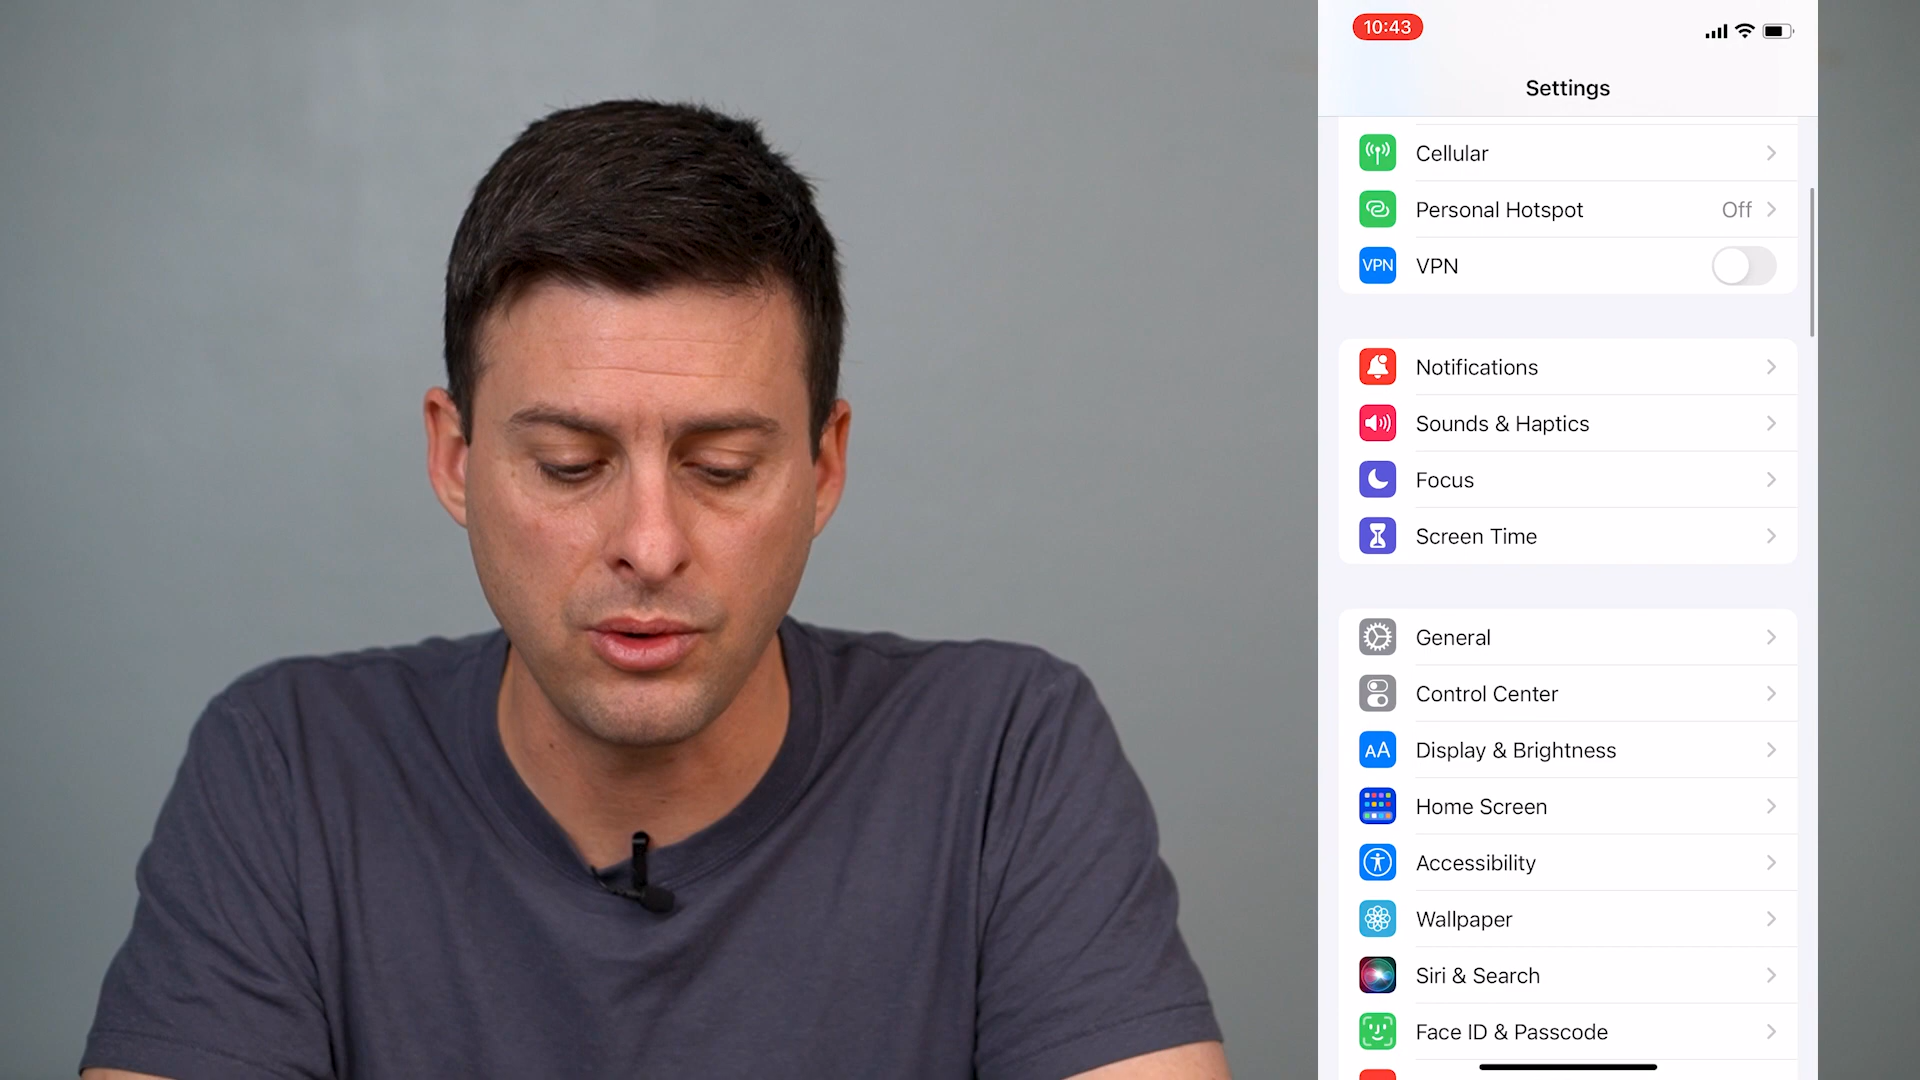 10:43
Settings
Cellular
Personal Hotspot Off
VPN VPN
Notifications
Sounds & Haptics
Focus
Screen Time
General
Control Center
AA Display & Brightness
Home Screen
Accessibility
Wallpaper
Siri & Search
Face ID & Passcode